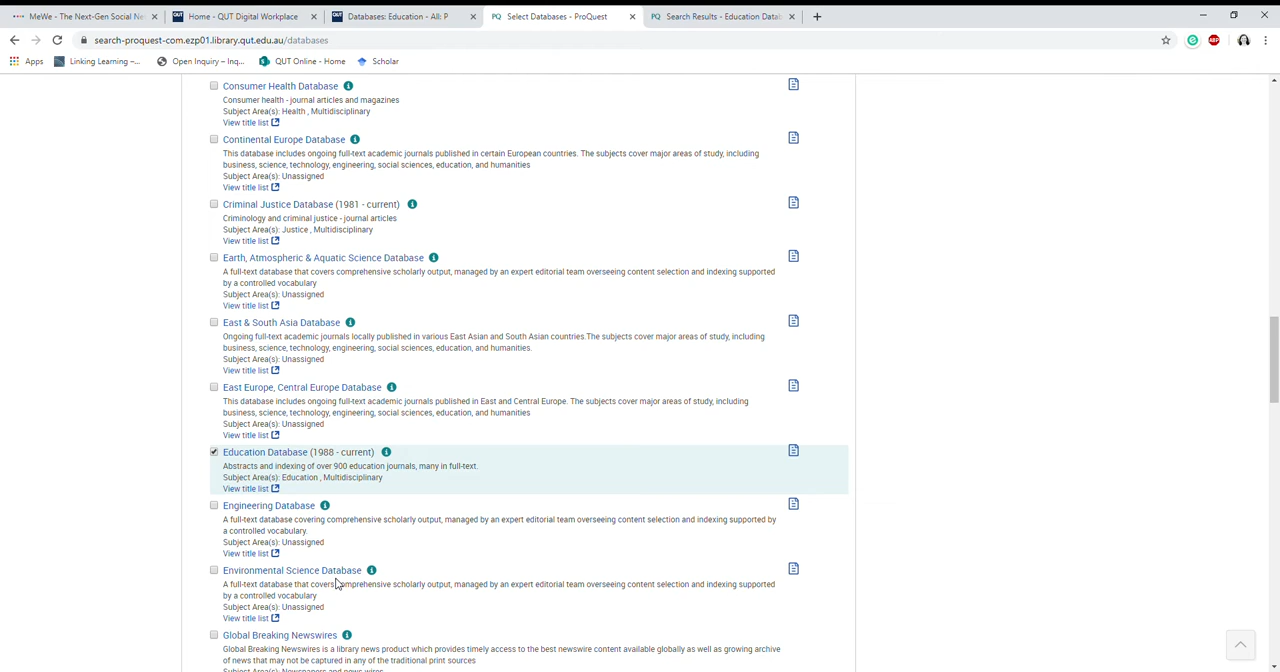 MeWe - The Next-Gen Social Ne
Home - QUT Digital Workplace
Databases: Education - All: P
Select Databases - ProQuest
Search Results - Education Datab
search-proquest-com.ezp01.library.qut.edu.au/databases
Apps
Linking Learning –...
Open Inquiry – Inq...
QUT Online - Home
Scholar
Consumer Health Database
Consumer health - journal articles and magazines
Subject Area(s): Health , Multidisciplinary
View title list
Continental Europe Database
This database includes ongoing full-text academic journals published in certain European countries. The subjects cover major areas of study, including
business, science, technology, engineering, social sciences, education, and humanities
Subject Area(s): Unassigned
View title list
Criminal Justice Database (1981 - current)
Criminology and criminal justice - journal articles
Subject Area(s): Justice , Multidisciplinary
View title list
Earth, Atmospheric & Aquatic Science Database
A full-text database that covers comprehensive scholarly output, managed by an expert editorial team overseeing content selection and indexing supported
by a controlled vocabulary
Subject Area(s): Unassigned
View title list
East & South Asia Database
Ongoing full-text academic journals locally published in various East Asian and South Asian countries.The subjects cover major areas of study, including
business, science, technology, engineering, social sciences, education, and humanities.
Subject Area(s): Unassigned
View title list
East Europe, Central Europe Database
This database includes ongoing full-text academic journals published in East and Central Europe. The subjects cover major areas of study, including
business, science, technology, engineering, social sciences, education, and humanities
Subject Area(s): Unassigned
View title list
Education Database (1988 - current)
Abstracts and indexing of over 900 education journals, many in full-text.
Subject Area(s): Education , Multidisciplinary
View title list
Engineering Database
A full-text database covering comprehensive scholarly output, managed by an expert editorial team overseeing content selection and indexing supported by
a controlled vocabulary.
Subject Area(s): Unassigned
View title list
Environmental Science Database
A full-text database that covers comprehensive scholarly output, managed by an expert editorial team overseeing content selection and indexing supported
by a controlled vocabulary
Subject Area(s): Unassigned
View title list
Global Breaking Newswires
Global Breaking Newswires is a library news product which provides timely access to the best newswire content available globally as well as growing archive
of news that may not be captured in any of the traditional print sources
Subject Area(s): Newspapers and news wires